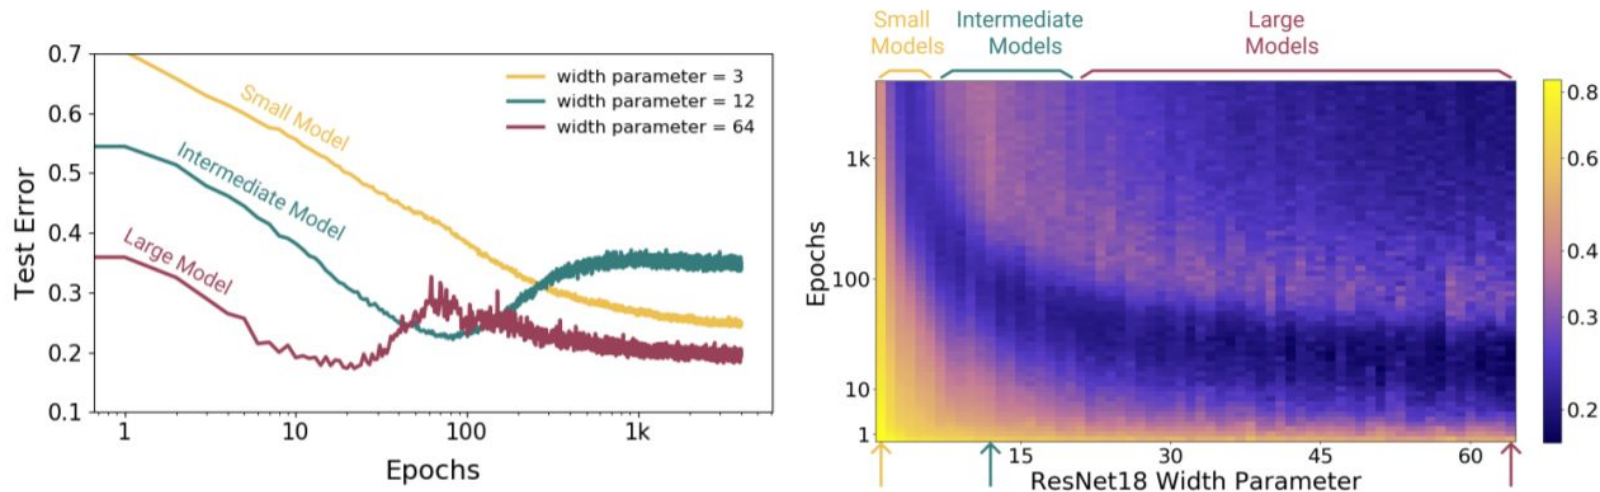 0.7
0.6
0.5
0.4
0.3
0.2
0.1
Test Error
1
10
100
1k
Epochs
Small Model
Intermediate Model
Large Model
width parameter = 3
width parameter = 12
width parameter = 64
Small
Models
Intermediate
Models
Large
Models
1k
100
10
1
Epochs
15
30
45
60
ResNet18 Width Parameter
0.8
0.6
0.4
0.3
0.2